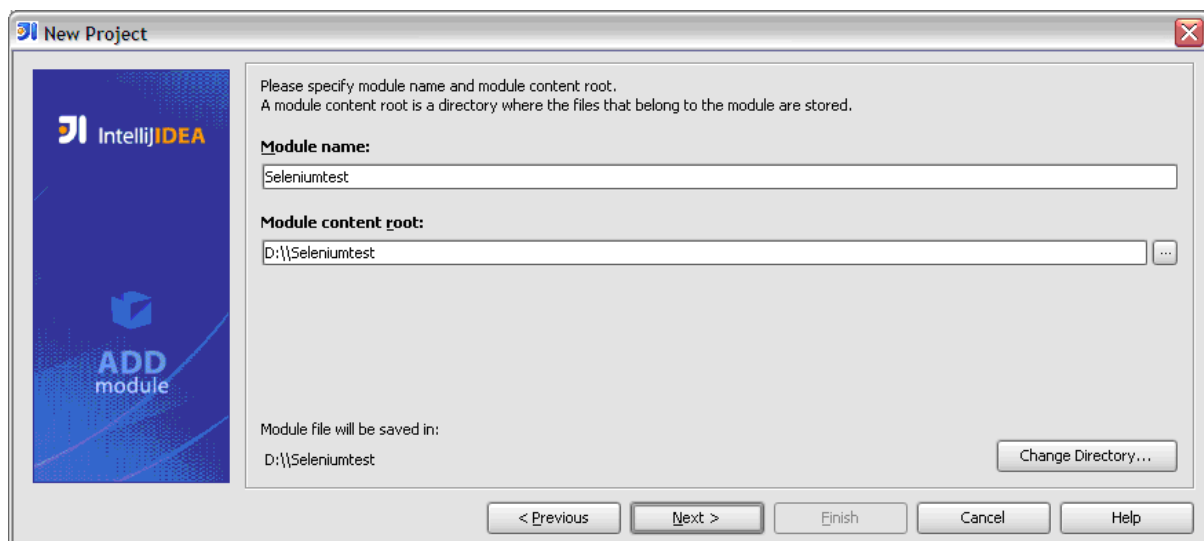 New Project
IntelliJIDEA
ADD
module
Please specify module name and module content root.
A module content root is a directory where the files that belong to the module are stored.
Module name:
Seleniumtest
Module content root:
D:\\Seleniumtest
...
Module file will be saved in:
D:\\Seleniumtest
Change Directory...
< Previous
Next >
Finish
Cancel
Help